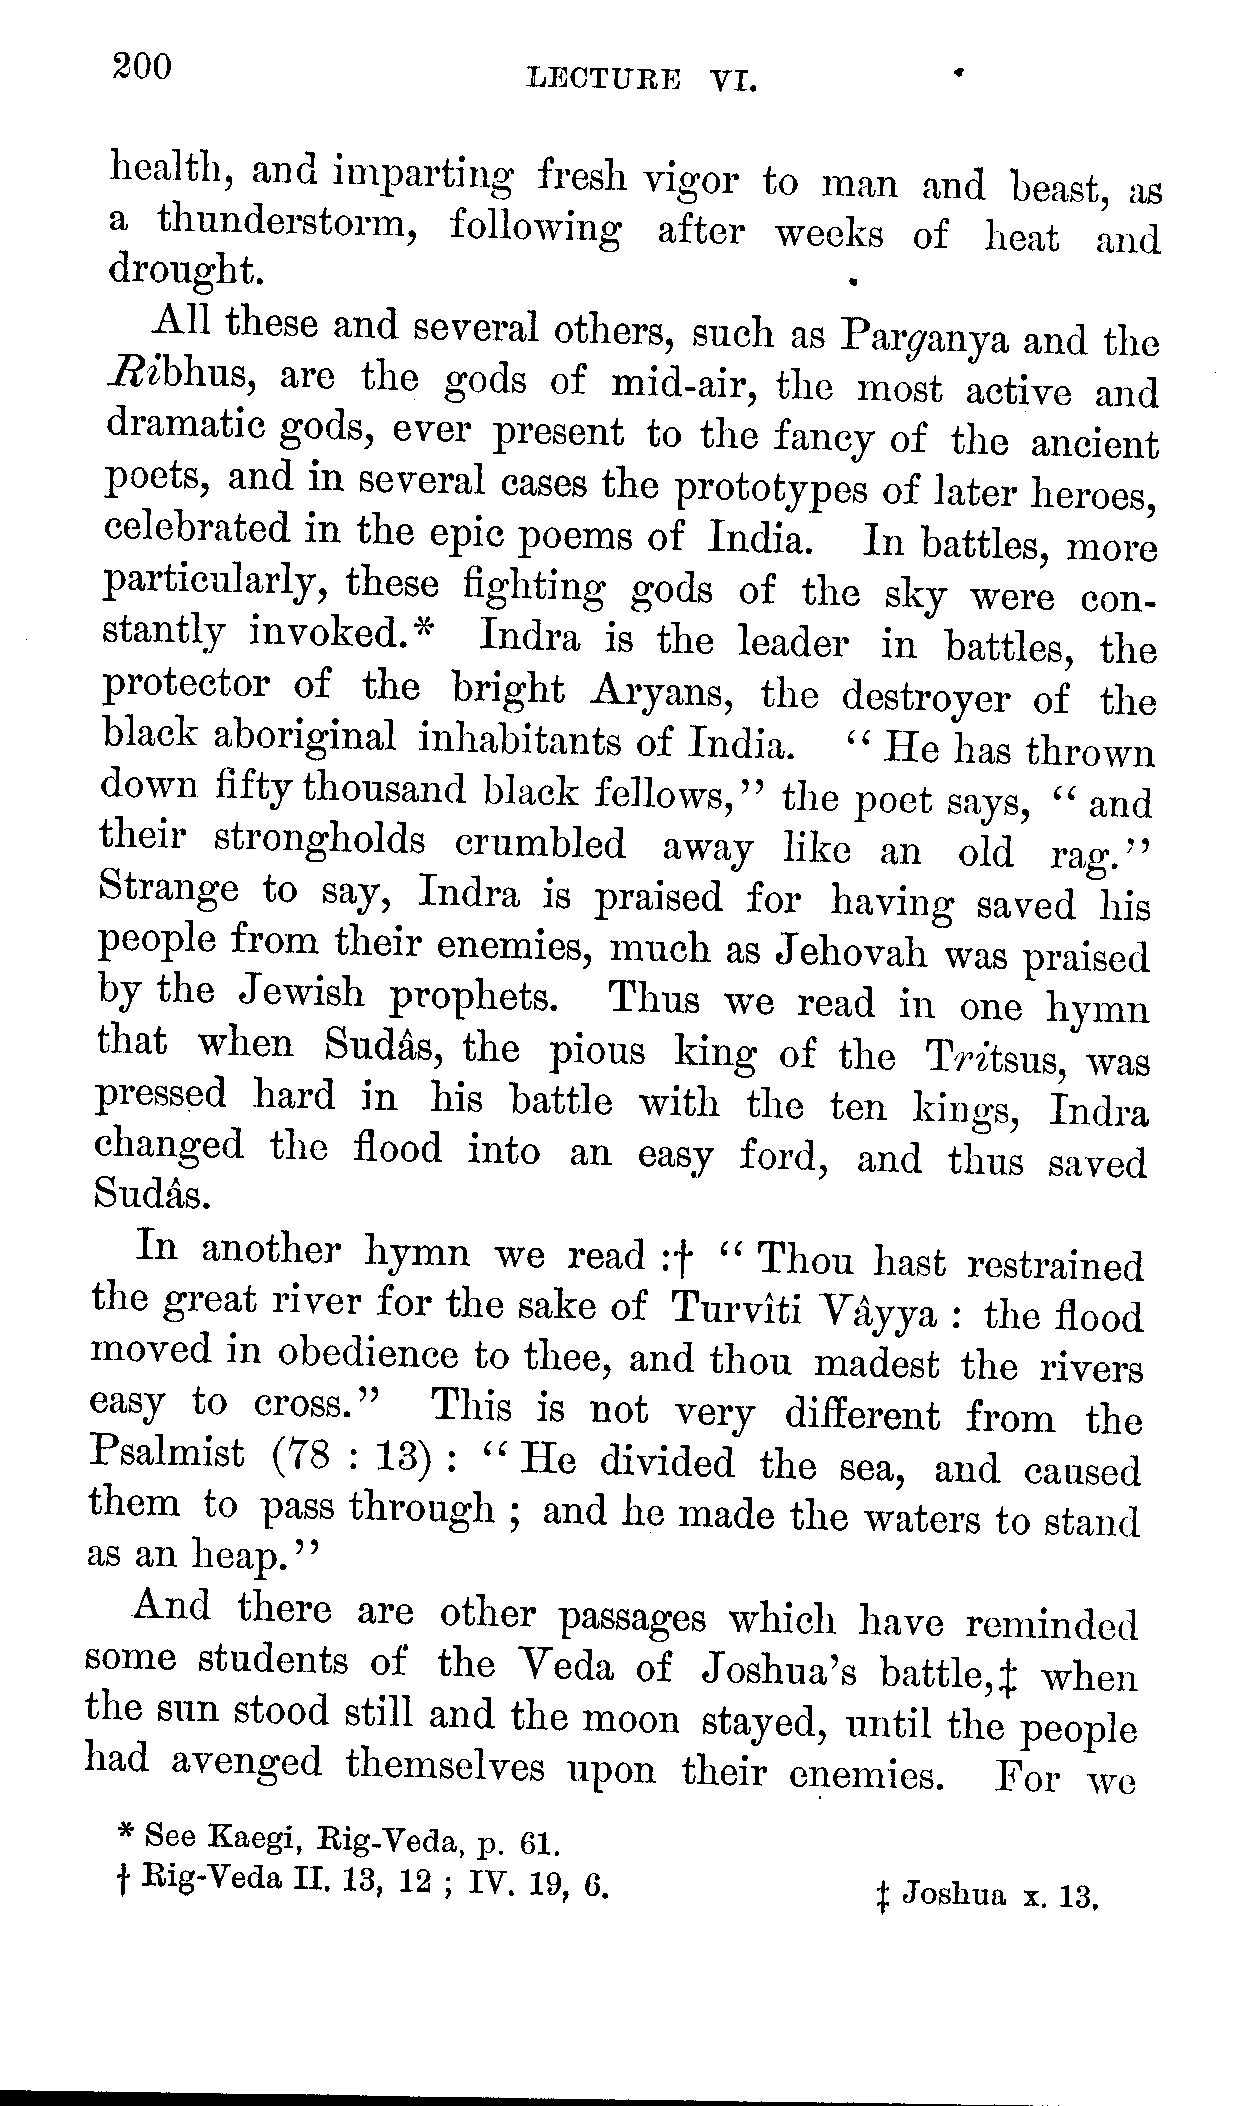 200
LECTURE VI.
health, and imparting fresh vigor to man and beast, as
a thunderstorm, following after weeks of heat and
drought.
All these and several others, such as Parganya and the
Ribhus, are the gods of mid-air, the most active and
dramatic gods, ever present to the fancy of the ancient
poets, and in several cases the prototypes of later heroes,
celebrated in the epic poems of India. In battles, more
particularly, these fighting gods of the sky were con-
stantly invoked.* Indra is the leader in battles, the
protector of the bright Aryans, the destroyer of the
black aboriginal inhabitants of India. “ He has thrown
down fifty thousand black fellows,” the poet says, “ and
their strongholds crumbled away like an old rag.”
Strange to say, Indra is praised for having saved his
people from their enemies, much as Jehovah was praised
by the Jewish prophets. Thus we read in one hymn
that when Sudâs, the pious king of the Tritsus, was
pressed hard in his battle with the ten kings, Indra
changed the flood into an easy ford, and thus saved
Sudâs.
In another hymn we read :† “ Thou hast restrained
the great river for the sake of Turvîti Vâyya : the flood
moved in obedience to thee, and thou madest the rivers
easy to cross.” This is not very different from the
Psalmist (78 : 13) : “ He divided the sea, and caused
them to pass through ; and he made the waters to stand
as an heap.”
And there are other passages which have reminded
some students of the Veda of Joshua’s battle,‡ when
the sun stood still and the moon stayed, until the people
had avenged themselves upon their enemies. For we
* See Kaegi, Rig-Veda, p. 61.
† Rig-Veda II. 13, 12 ; IV. 19, 6.
‡ Joshua x. 13.